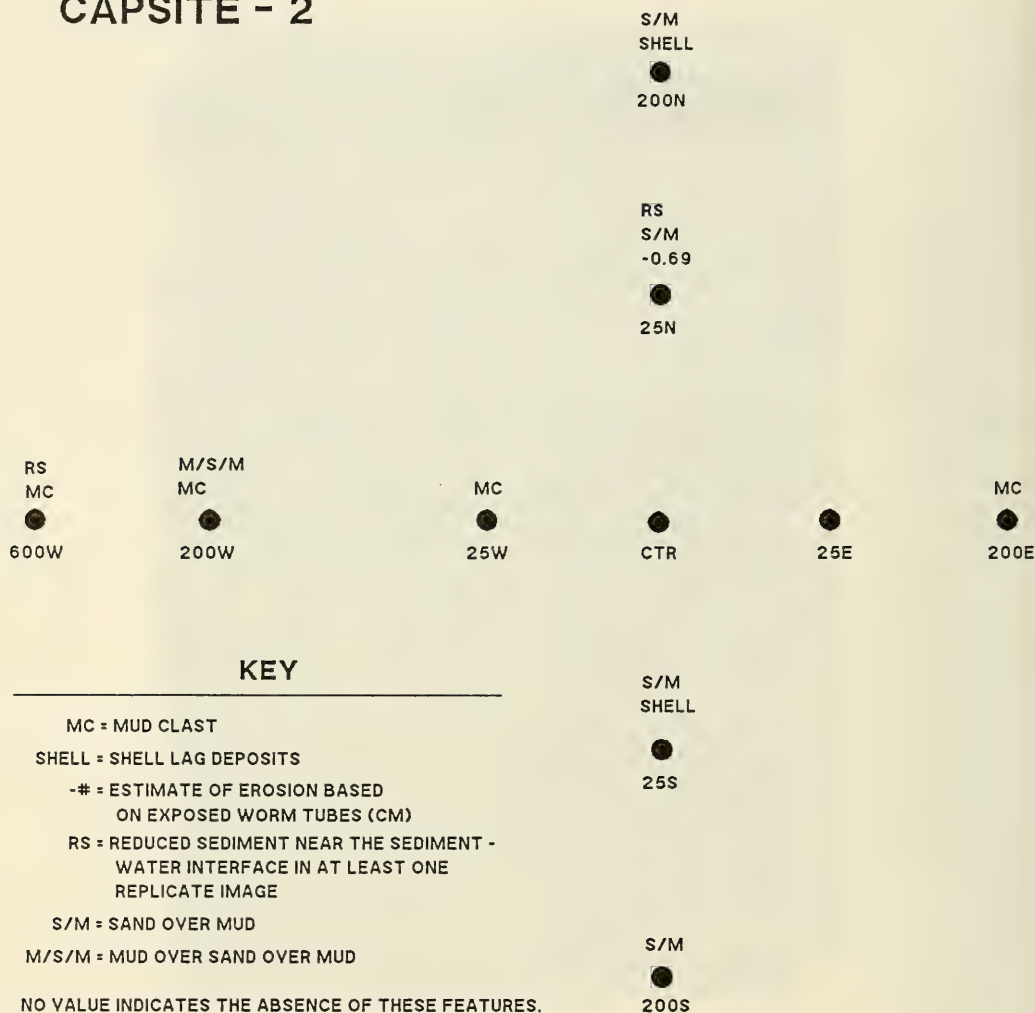 CAPSITE - 2
S/M
SHELL
200N
RS
S/M
-0.69
25N
RS
MC
600W
M/S/M
MC
200W
MC
25W
CTR
25E
MC
200E
KEY
MC = MUD CLAST
SHELL = SHELL LAG DEPOSITS
-# = ESTIMATE OF EROSION BASED
ON EXPOSED WORM TUBES (CM)
RS = REDUCED SEDIMENT NEAR THE SEDIMENT -
WATER INTERFACE IN AT LEAST ONE
REPLICATE IMAGE
S/M = SAND OVER MUD
M/S/M = MUD OVER SAND OVER MUD
NO VALUE INDICATES THE ABSENCE OF THESE FEATURES.
S/M
SHELL
25S
S/M
200S